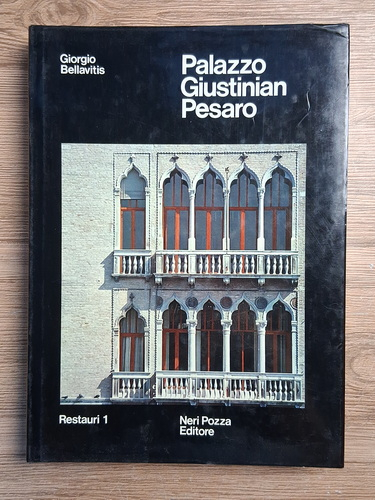 Giorgio
Bellavitis
Palazzo
Giustinian
Pesaro
Restauri 1
Neri Pozza
Editore